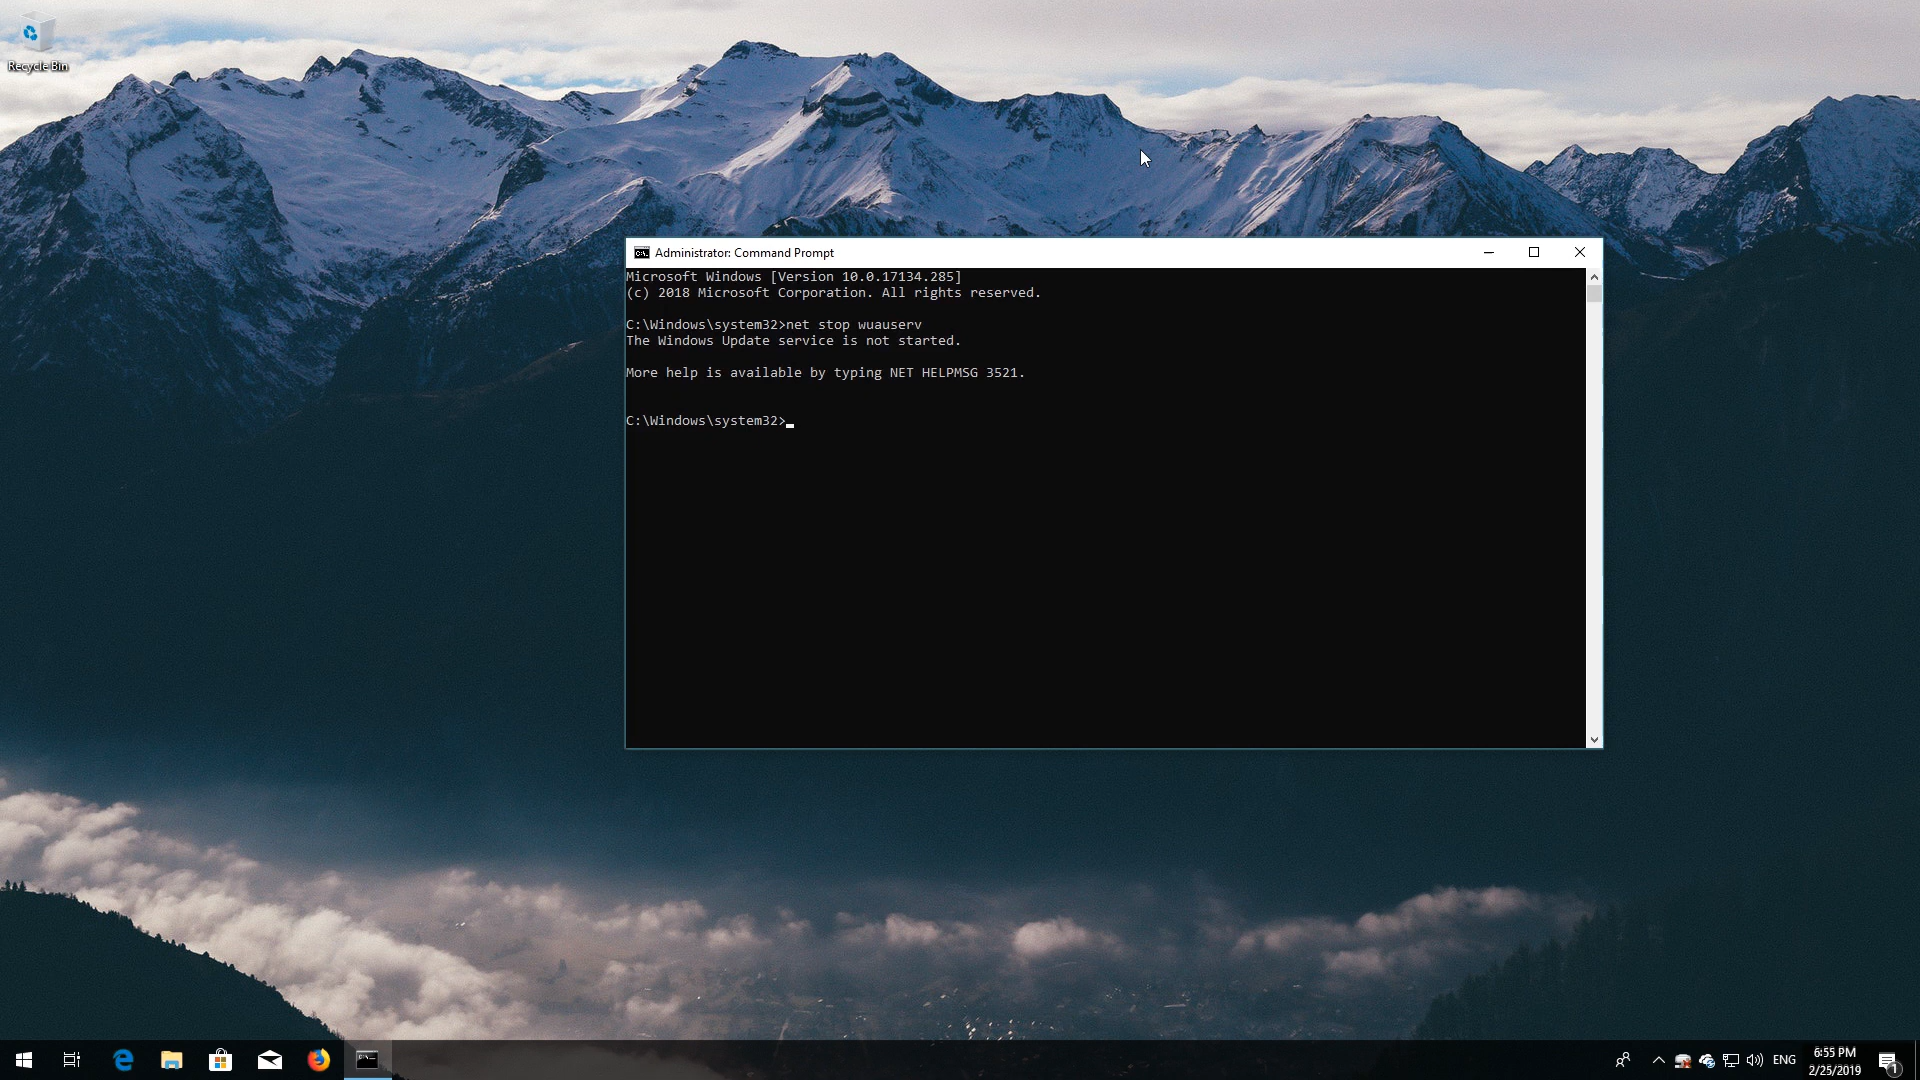 Recycle Bin
Administrator: Command Prompt
Microsoft Windows [Version 10.0.17134.285]
(c) 2018 Microsoft Corporation. All rights reserved.
C:\Windows\system32>net stop wuauserv
The Windows Update service is not started.
More help is available by typing NET HELPMSG 3521.
C:\Windows\system32>
ENG
6:55 PM
2/25/2019
1